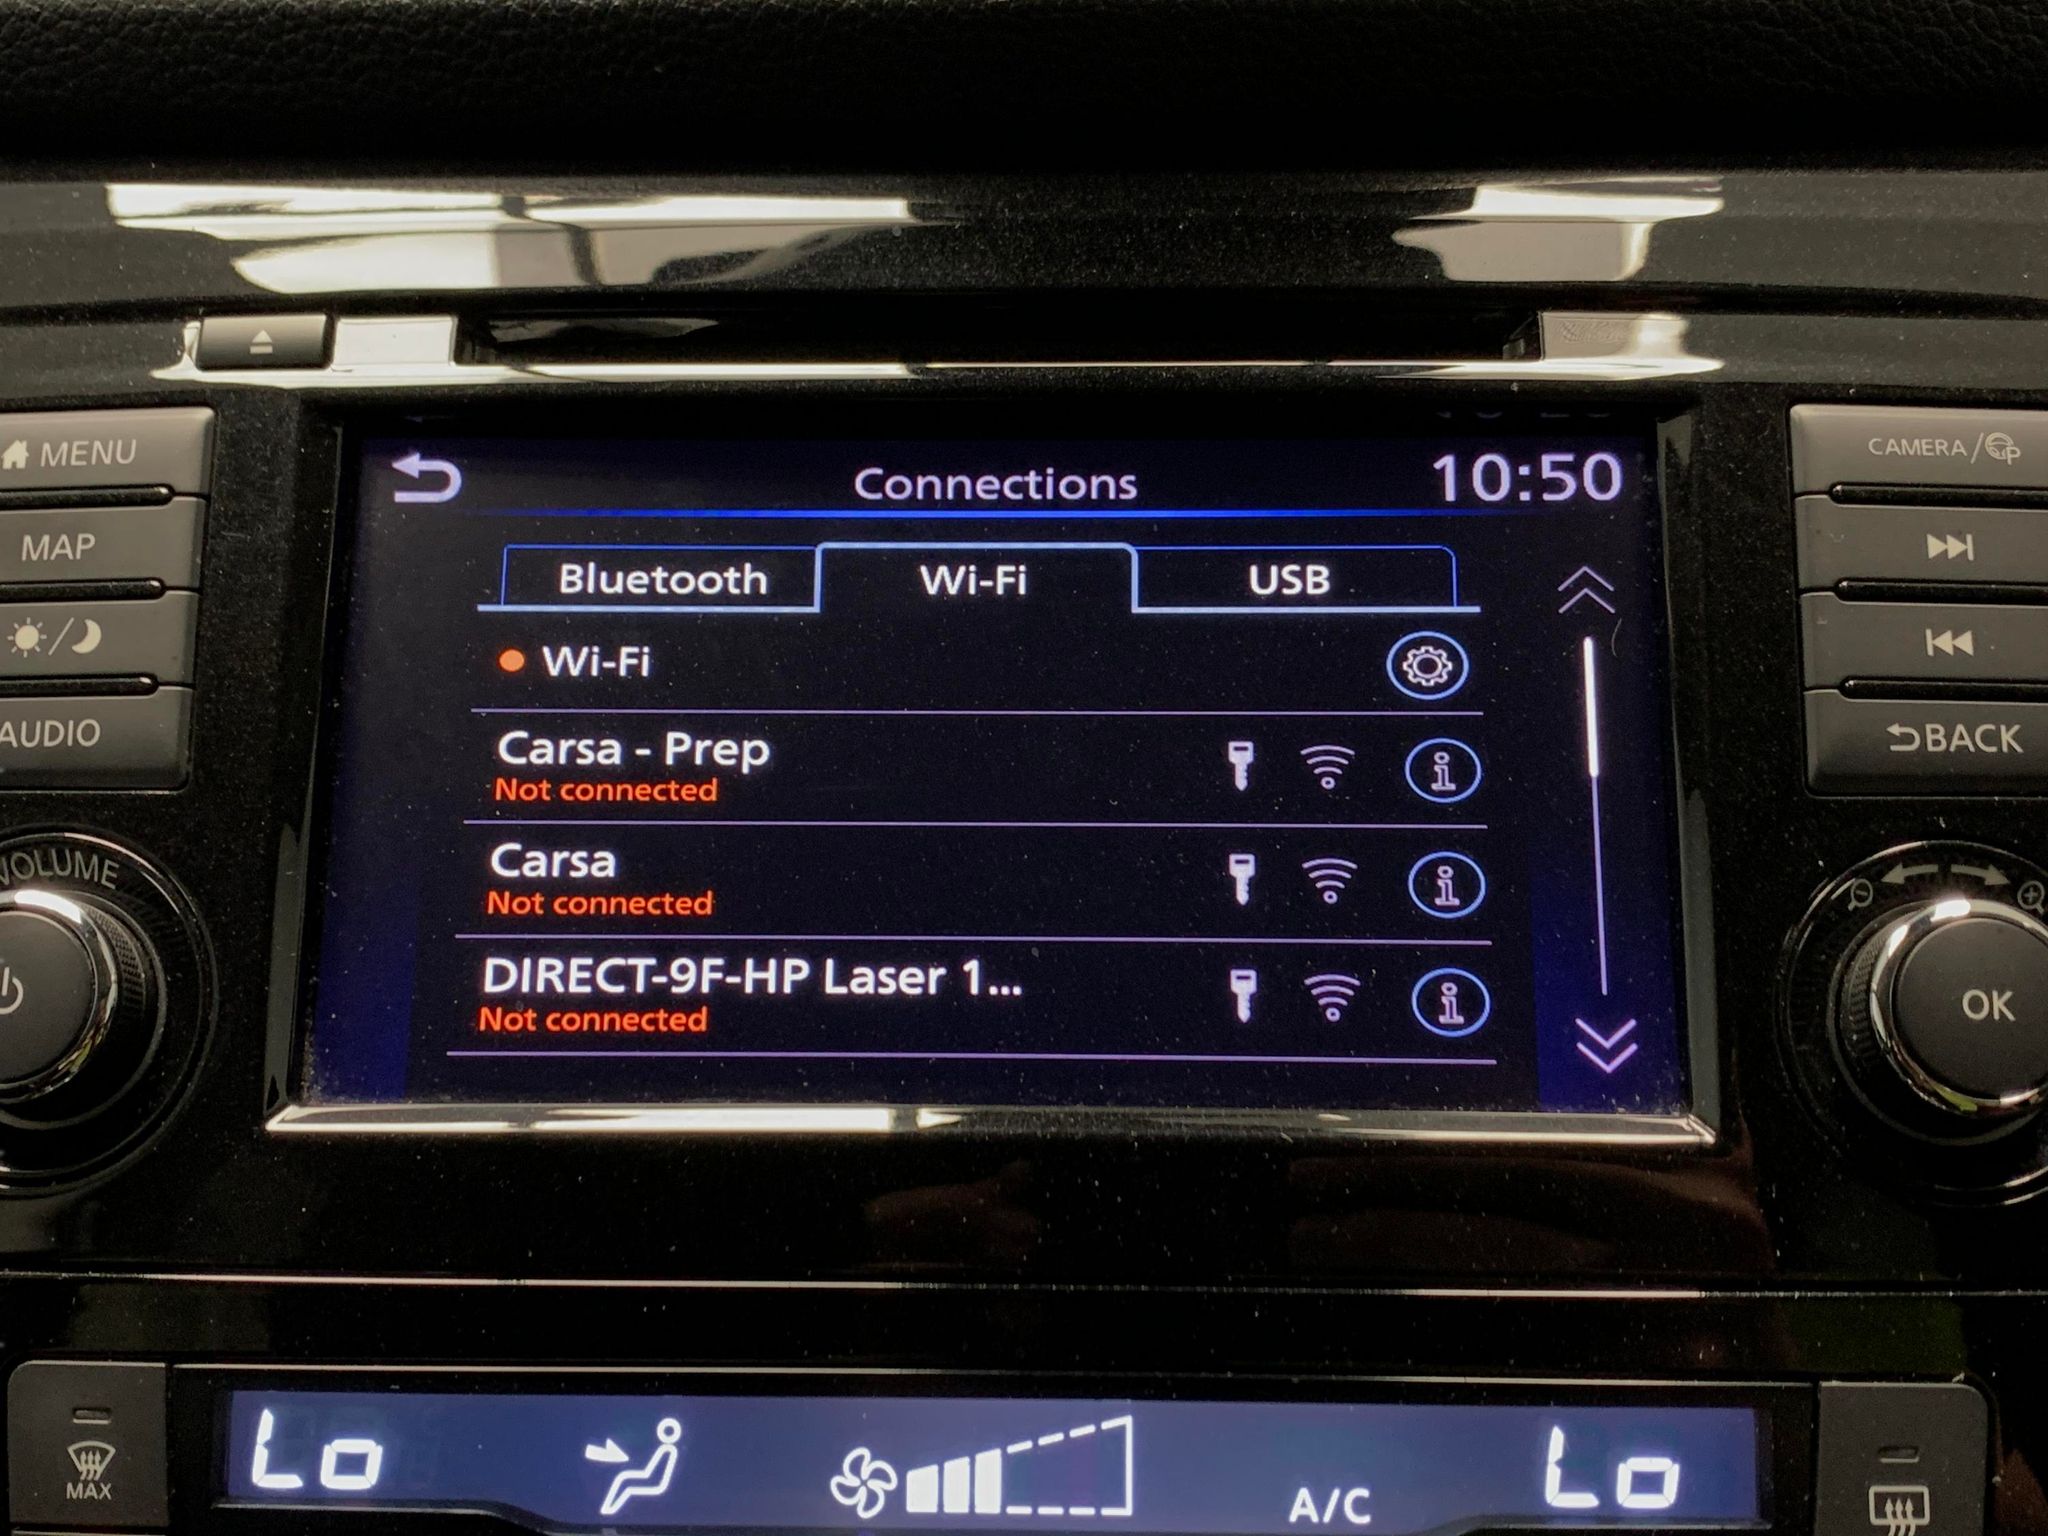 Connections
10:50
Bluetooth
Wi-Fi
USB
Wi-Fi
Carsa - Prep
Not connected
Carsa
Not connected
DIRECT-9F-HP Laser 1...
Not connected
MENU
MAP
AUDIO
VOLUME
CAMERA/
BACK
OK
MAX
Lo
A/C
Lo